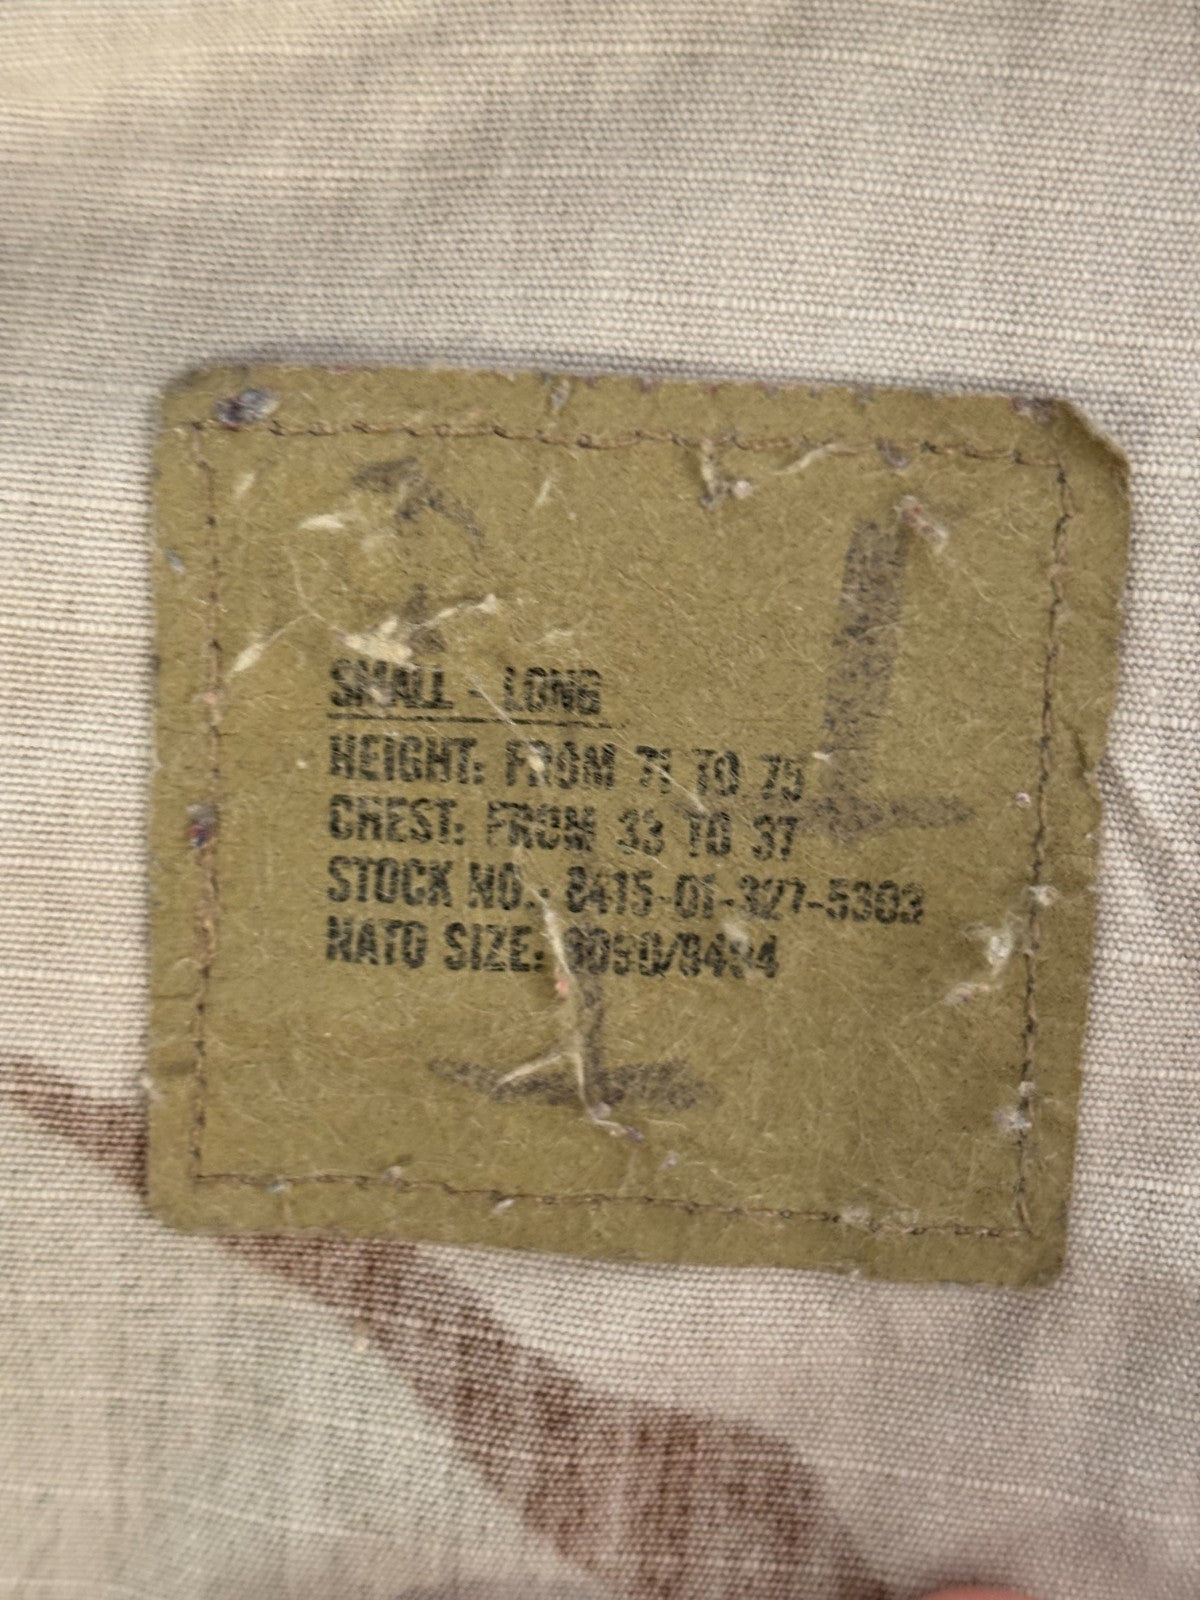 SMALL - LONG
HEIGHT: FROM 71 TO 75
CHEST: FROM 33 TO 37
STOCK NO.: 8415-01-327-5303
NATO SIZE: 8090/8494
L